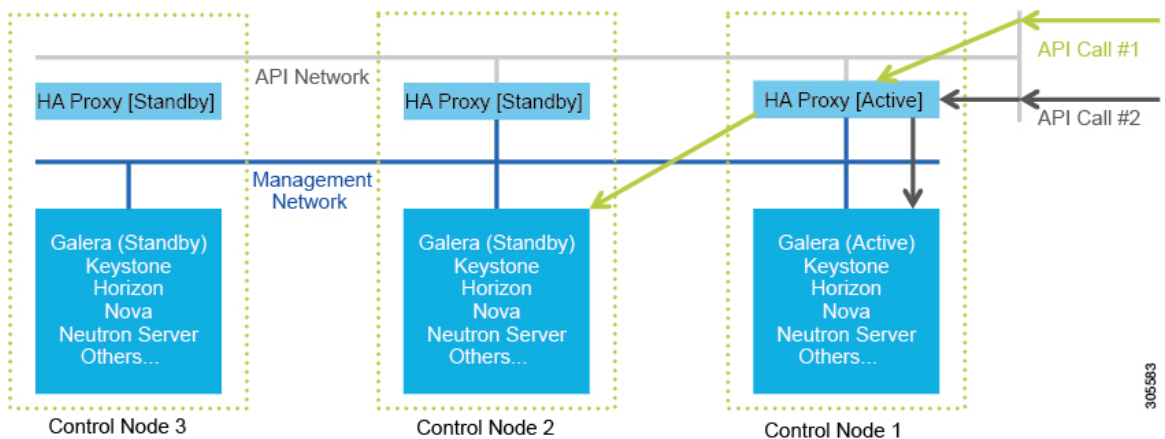 API Call #1
API Network
HA Proxy [Standby]
HA Proxy [Standby]
HA Proxy [Active]
API Call #2
Management
Network
Galera (Standby)
Keystone
Horizon
Nova
Neutron Server
Others...
Galera (Standby)
Keystone
Horizon
Nova
Neutron Server
Others...
Galera (Active)
Keystone
Horizon
Nova
Neutron Server
Others...
Control Node 3
Control Node 2
Control Node 1
305583